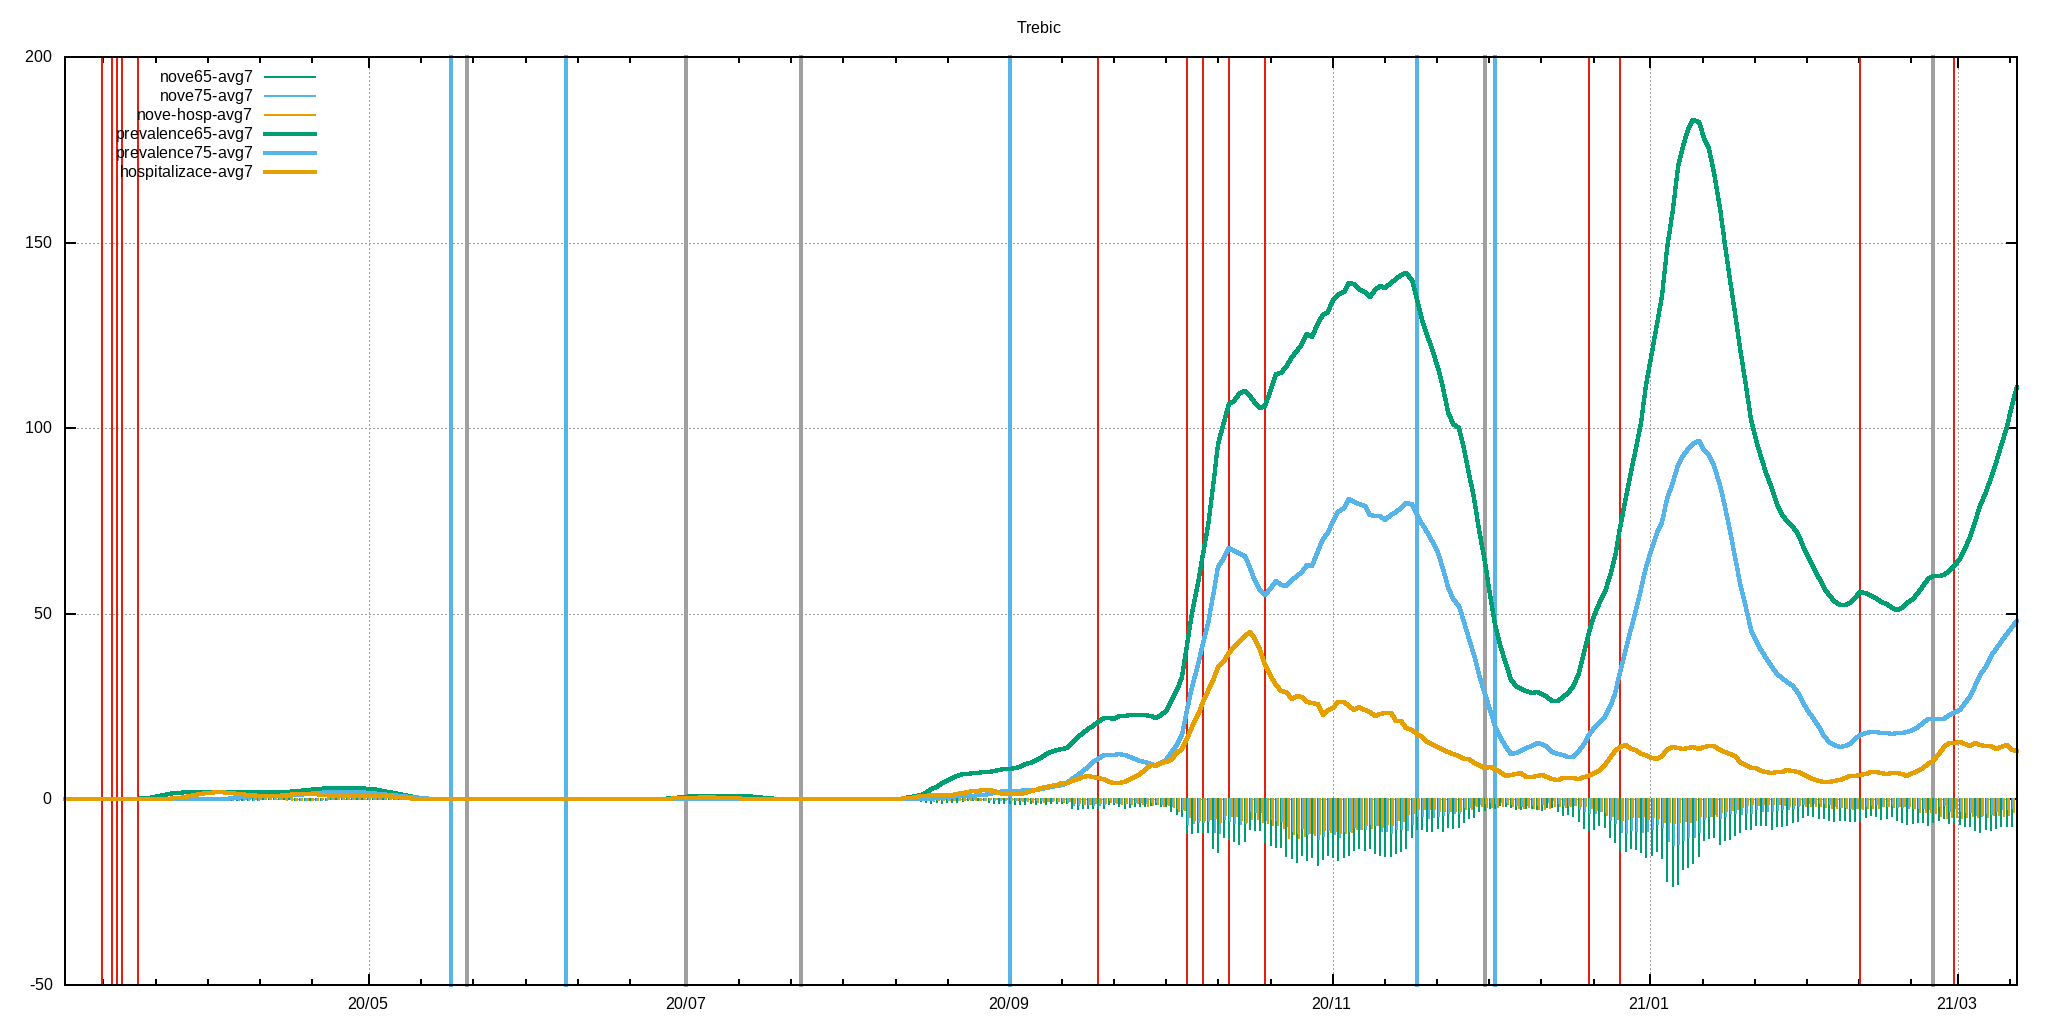 Trebic
200
nove65-avg7
nove75-avg7
nove-hosp-avg7
prevalence65-avg7
prevalence75-avg7
hospitalizace-avg7
150
100
50
0
-50
20/05 20/07 20/09 20/11 21/01 21/03